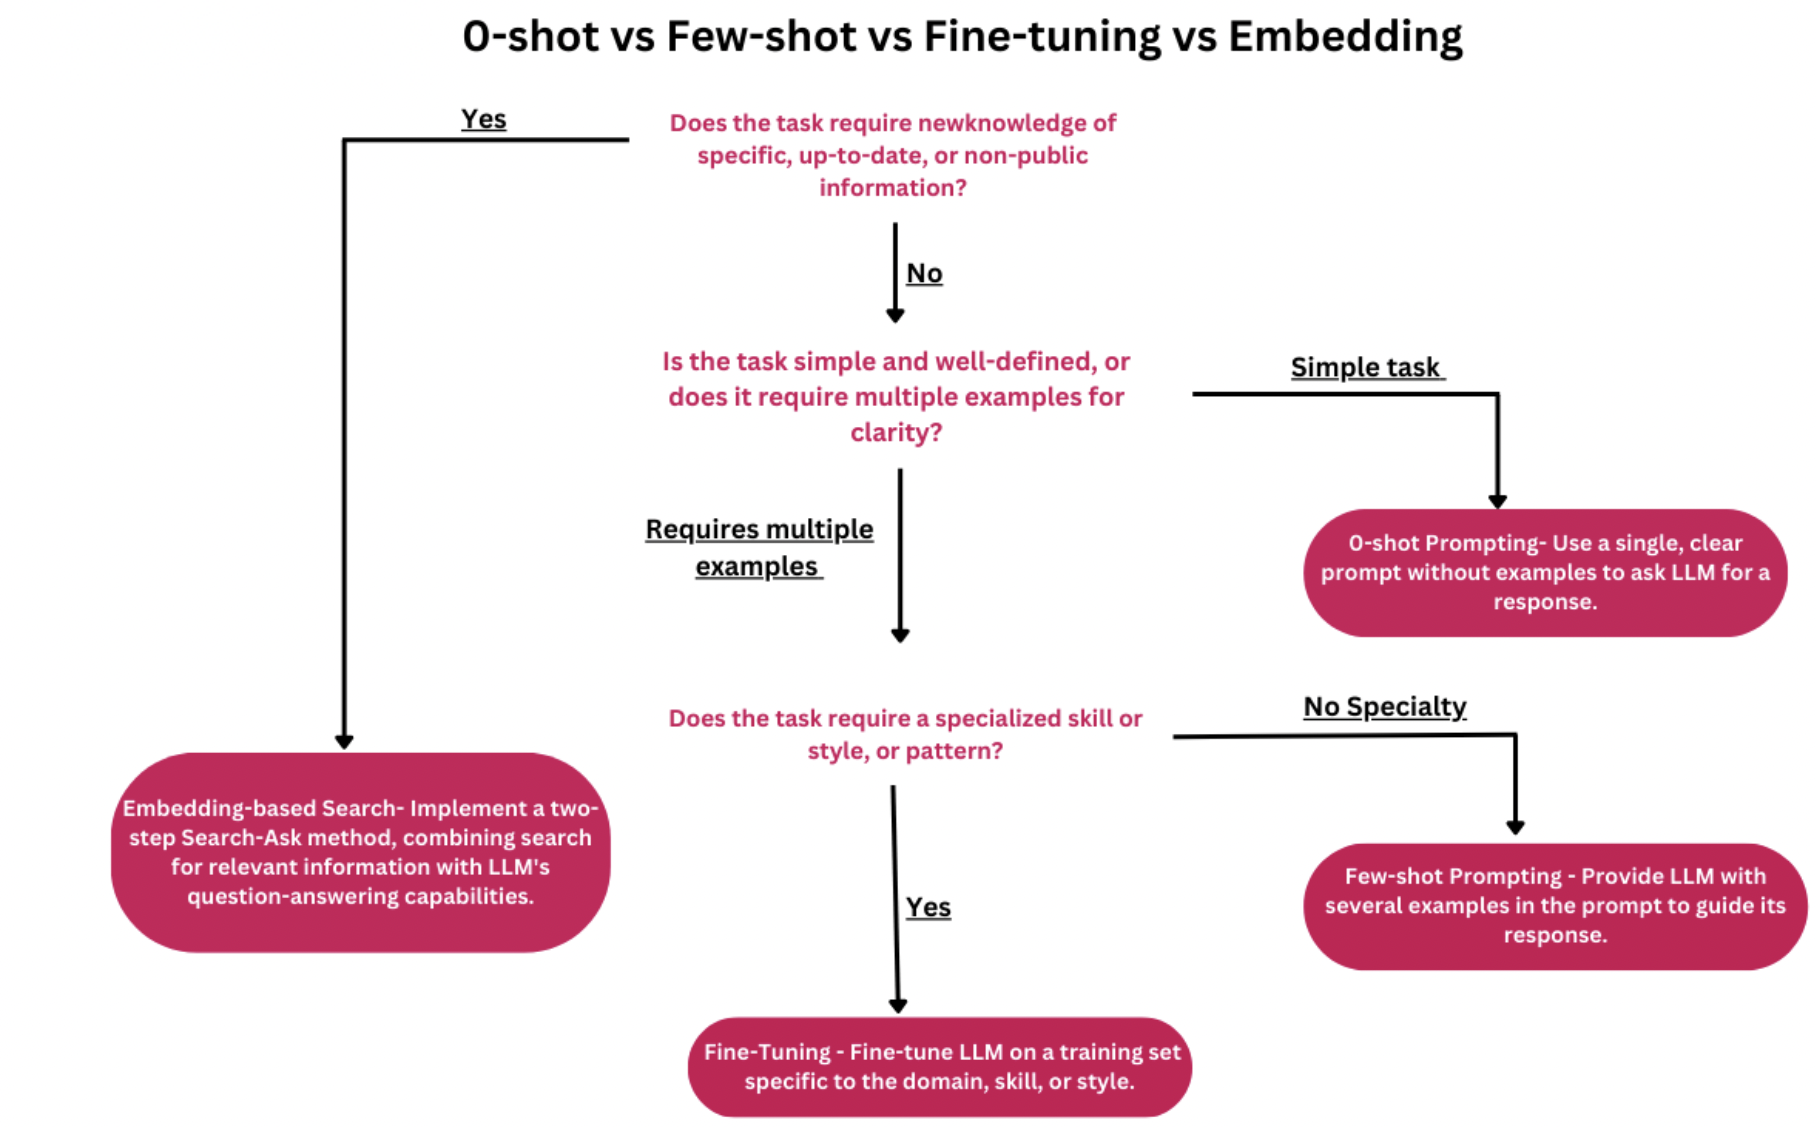 0-shot vs Few-shot vs Fine-tuning vs Embedding
Yes
Does the task require newknowledge of
specific, up-to-date, or non-public
information?
No
Is the task simple and well-defined, or
does it require multiple examples for
clarity?
Simple task
Requires multiple
examples
0-shot Prompting- Use a single, clear
prompt without examples to ask LLM for a
response.
Does the task require a specialized skill or
style, or pattern?
No Specialty
Embedding-based Search- Implement a two-
step Search-Ask method, combining search
for relevant information with LLM's
question-answering capabilities.
Few-shot Prompting - Provide LLM with
several examples in the prompt to guide its
response.
Yes
Fine-Tuning - Fine-tune LLM on a training set
specific to the domain, skill, or style.